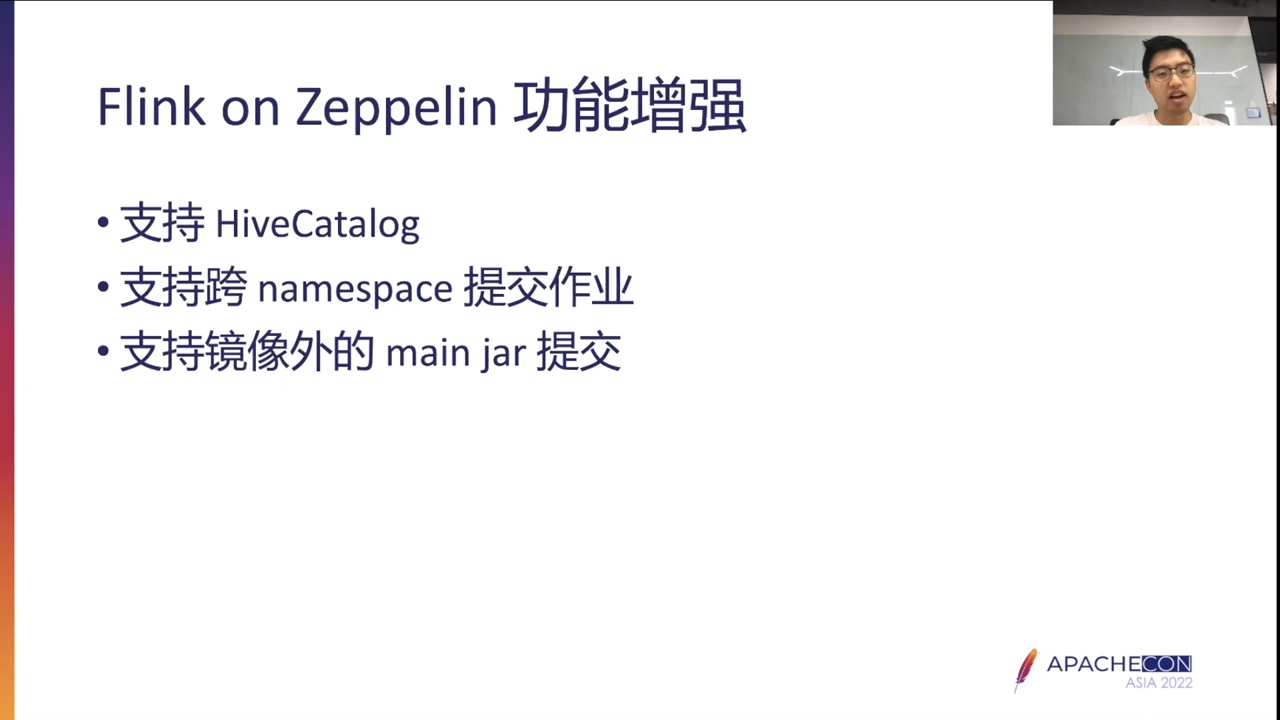 Flink on Zeppelin 功能增强
• 支持 HiveCatalog
• 支持跨 namespace 提交作业
• 支持镜像外的 main jar 提交
APACHECON
ASIA 2022